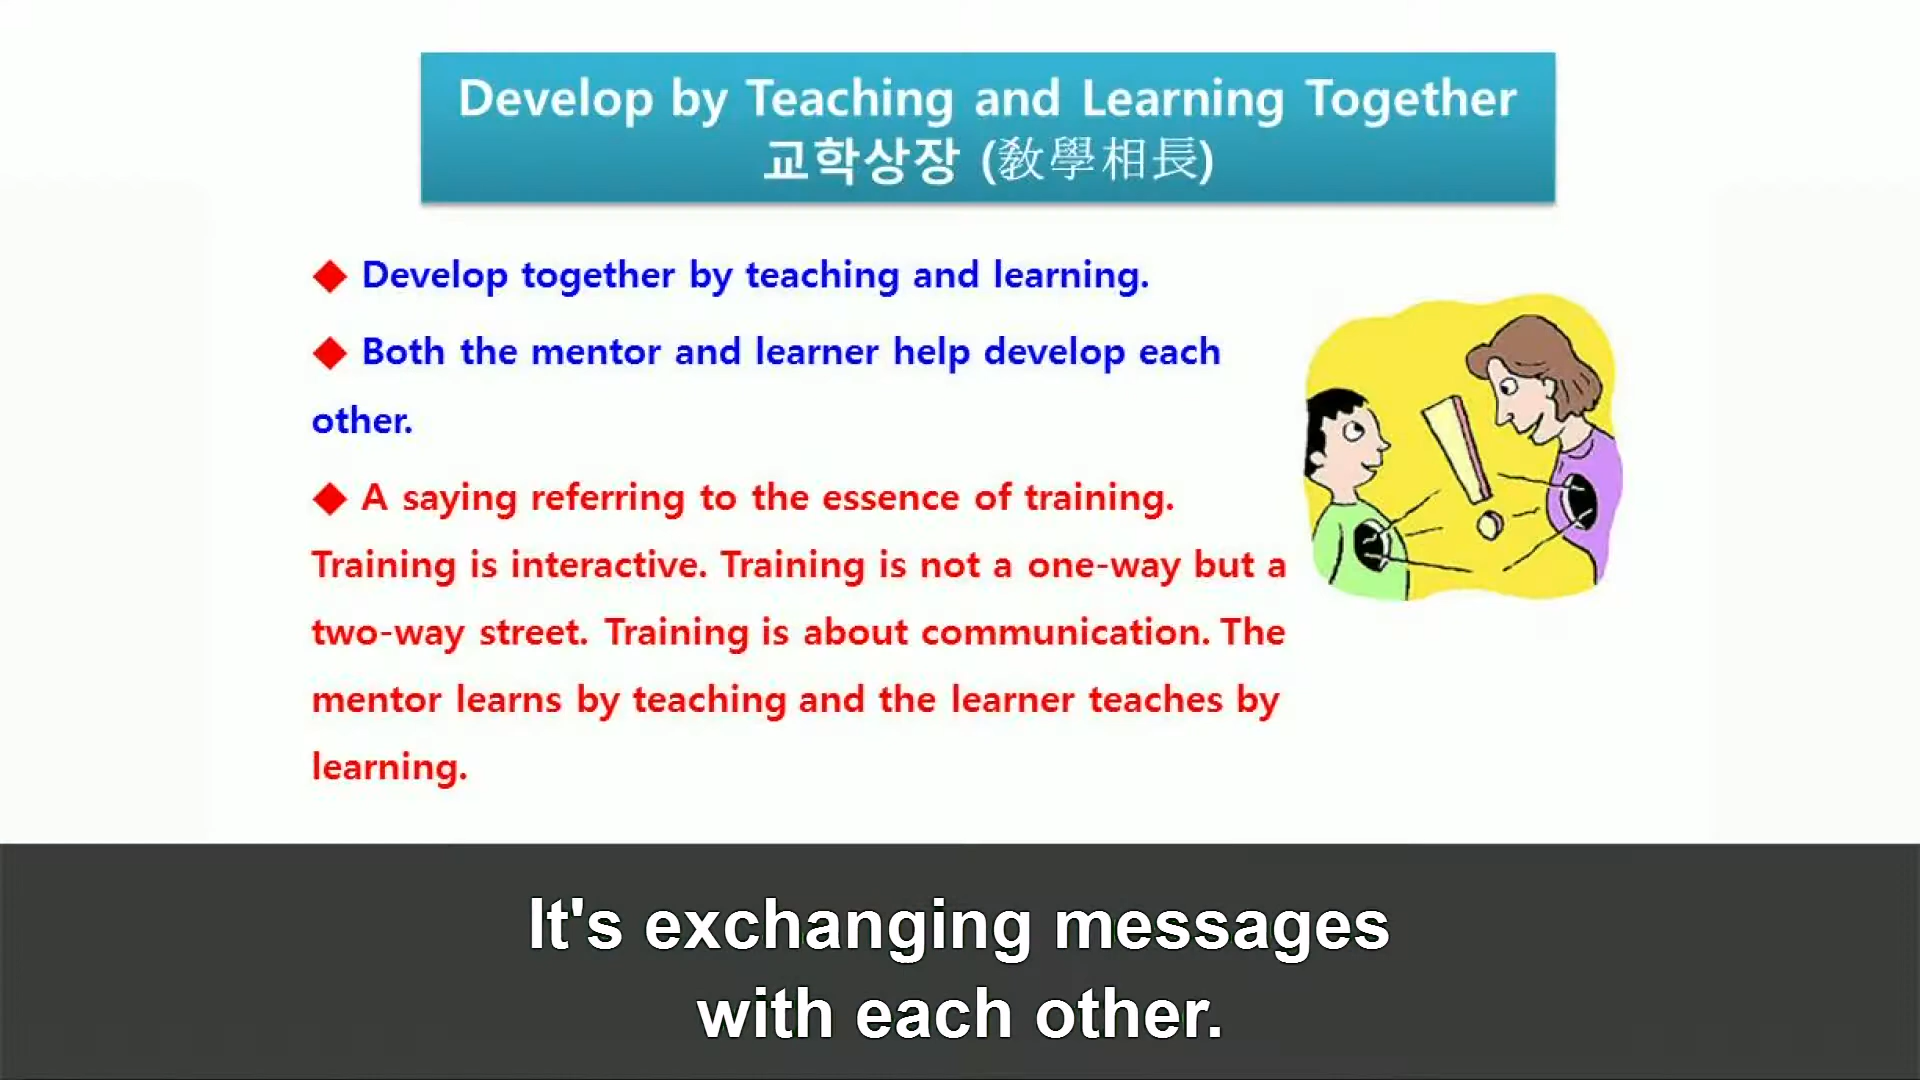 Develop by Teaching and Learning Together
교학상장 (敎學相長)
◆ Develop together by teaching and learning.
◆ Both the mentor and learner help develop each
other.
◆ A saying referring to the essence of training.
Training is interactive. Training is not a one-way but a
two-way street. Training is about communication. The
mentor learns by teaching and the learner teaches by
learning.
It's exchanging messages
with each other.